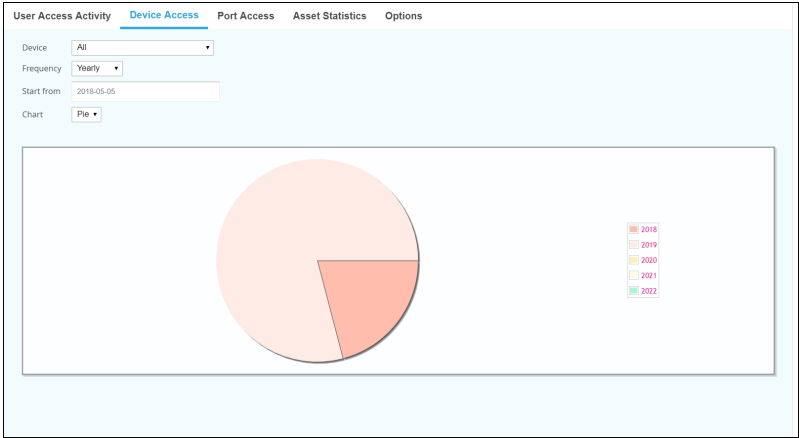 User Access Activity Device Access Port Access Asset Statistics Options
Device All
Frequency Yearly
Start from 2018-05-05
Chart Pie
2018
2019
2020
2021
2022